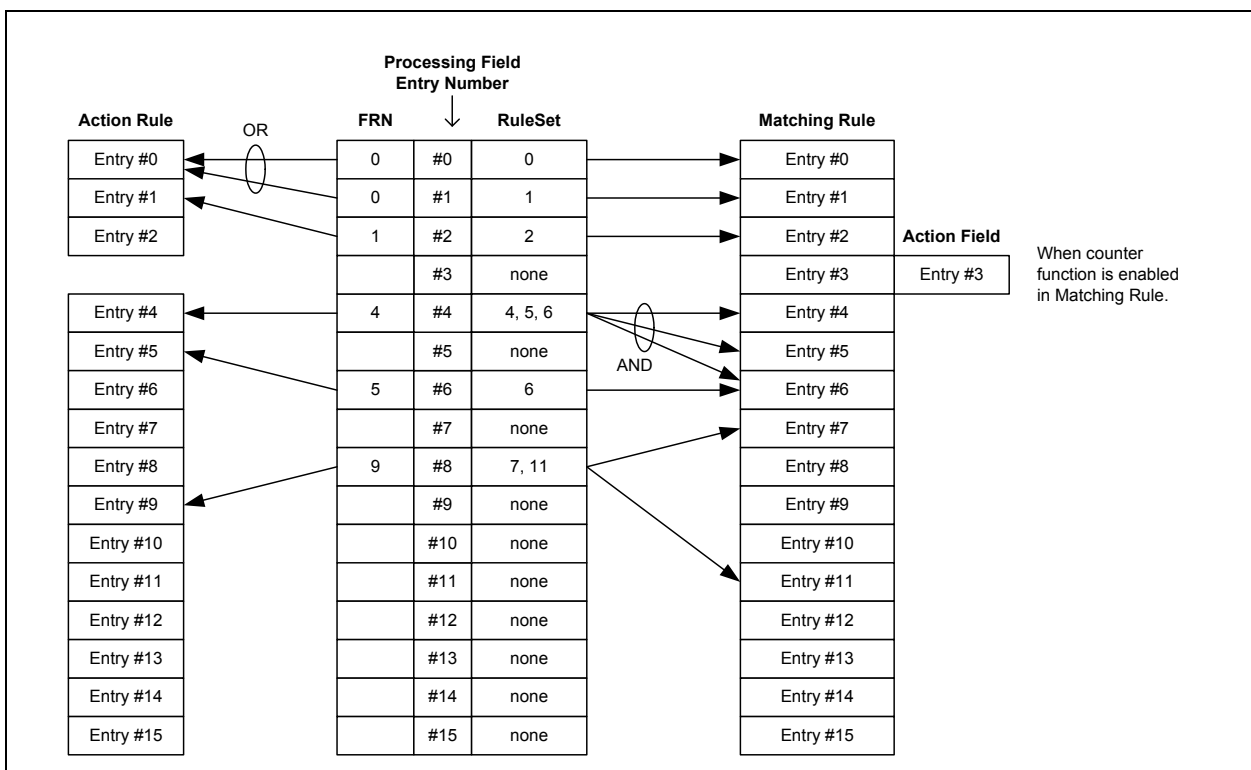 Processing Field
Entry Number
Action Rule FRN RuleSet Matching Rule
OR
Entry #0 0 #0 0 Entry #0
Entry #1 0 #1 1 Entry #1
Entry #2 1 #2 2 Entry #2 Action Field
#3 none Entry #3 Entry #3
When counter
function is enabled
in Matching Rule.
Entry #4 4 #4 4, 5, 6 Entry #4
Entry #5 #5 none Entry #5
AND
Entry #6 5 #6 6 Entry #6
Entry #7 #7 none Entry #7
Entry #8 9 #8 7, 11 Entry #8
Entry #9 #9 none Entry #9
Entry #10 #10 none Entry #10
Entry #11 #11 none Entry #11
Entry #12 #12 none Entry #12
Entry #13 #13 none Entry #13
Entry #14 #14 none Entry #14
Entry #15 #15 none Entry #15